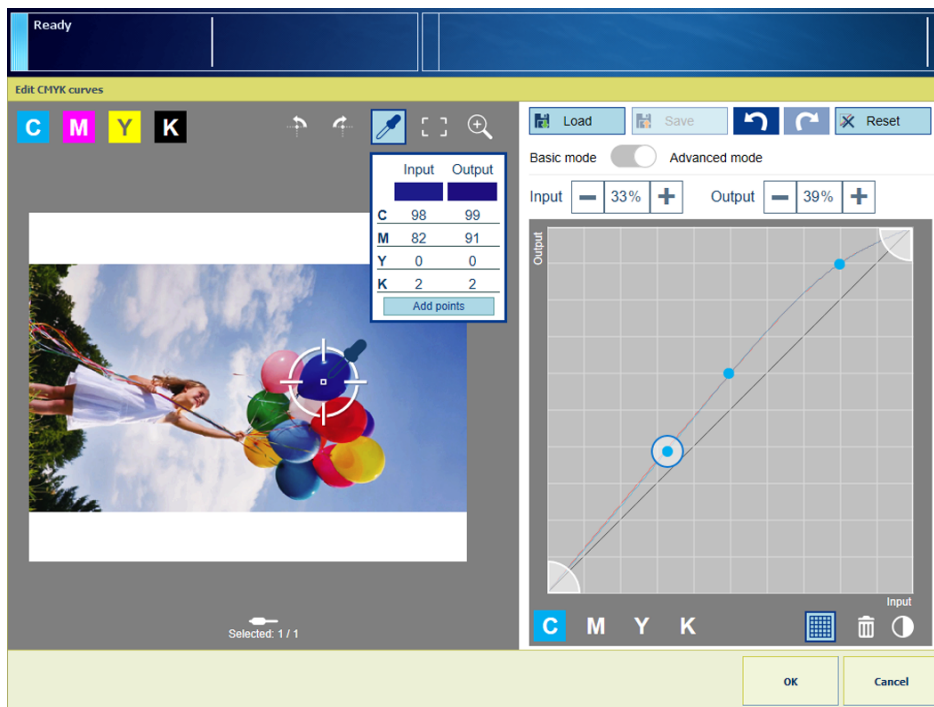 Ready
Edit CMYK curves
C M Y K
Input Output
C 98 99
M 82 91
Y 0 0
K 2 2
Add points
Selected: 1 / 1
Load Save Reset
Basic mode Advanced mode
Input 33% Output 39%
Output
Input
C M Y K
OK Cancel